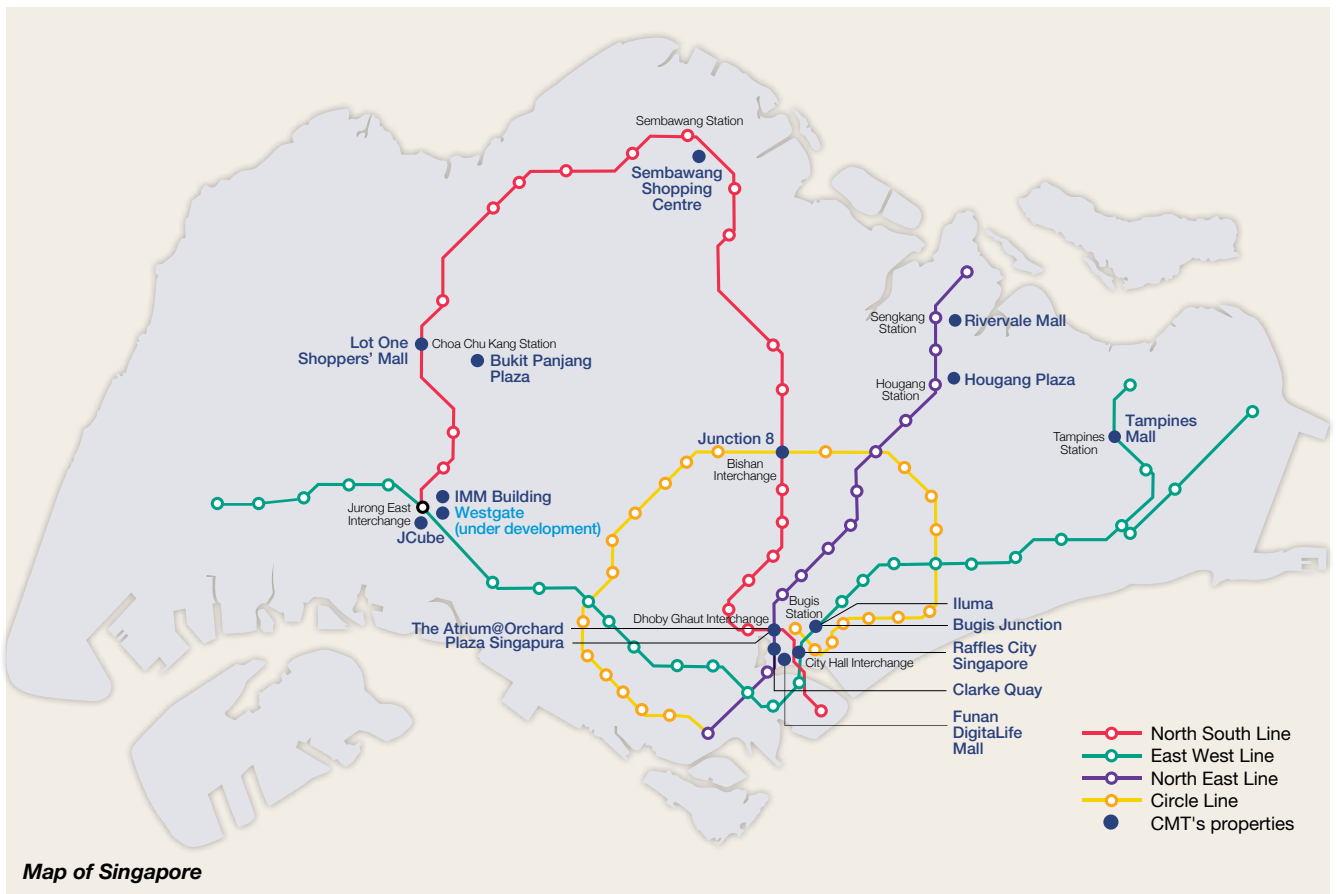 Sembawang Station
Sembawang
Shopping
Centre
Sengkang
Station
Rivervale Mall
Lot One
Shoppers’ Mall
Choa Chu Kang Station
Bukit Panjang
Plaza
Hougang
Station
Hougang Plaza
Junction 8
Bishan
Interchange
Tampines
Station
Tampines
Mall
IMM Building
Westgate
(under development)
Jurong East
Interchange
JCube
Bugis
Station
Dhoby Ghaut Interchange
Iluma
Bugis Junction
The Atrium@Orchard
Plaza Singapura
Raffles City
Singapore
City Hall Interchange
Clarke Quay
Funan
DigitaLife
Mall
North South Line
East West Line
North East Line
Circle Line
CMT's properties
Map of Singapore